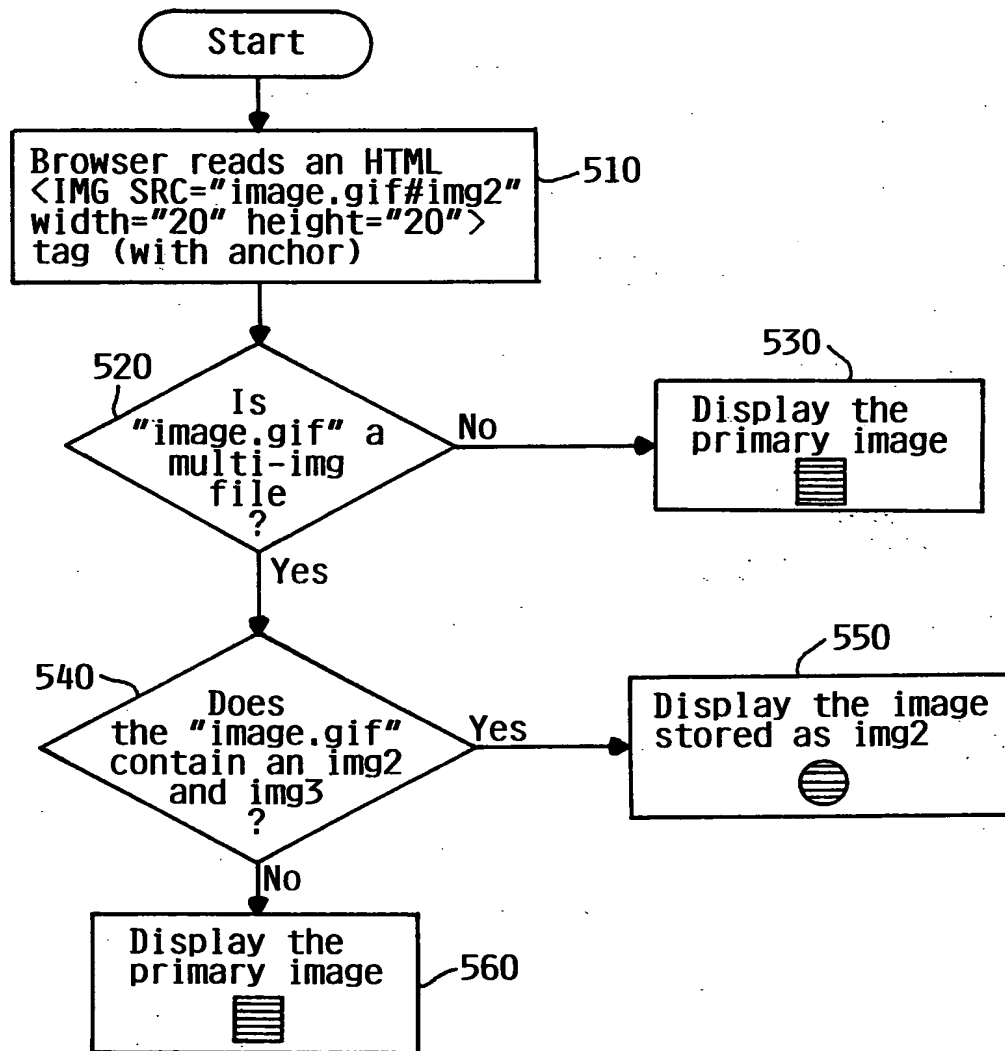 Start
Browser reads an HTML
<IMG SRC="image.gif#img2"
width="20" height="20">
tag (with anchor)
510
520
Is
"image.gif" a
multi-img
file
?
No
530
Display the
primary image
Yes
540
Does
the "image.gif"
contain an img2
and img3
?
Yes
550
Display the image
stored as img2
No
Display the
primary image
560